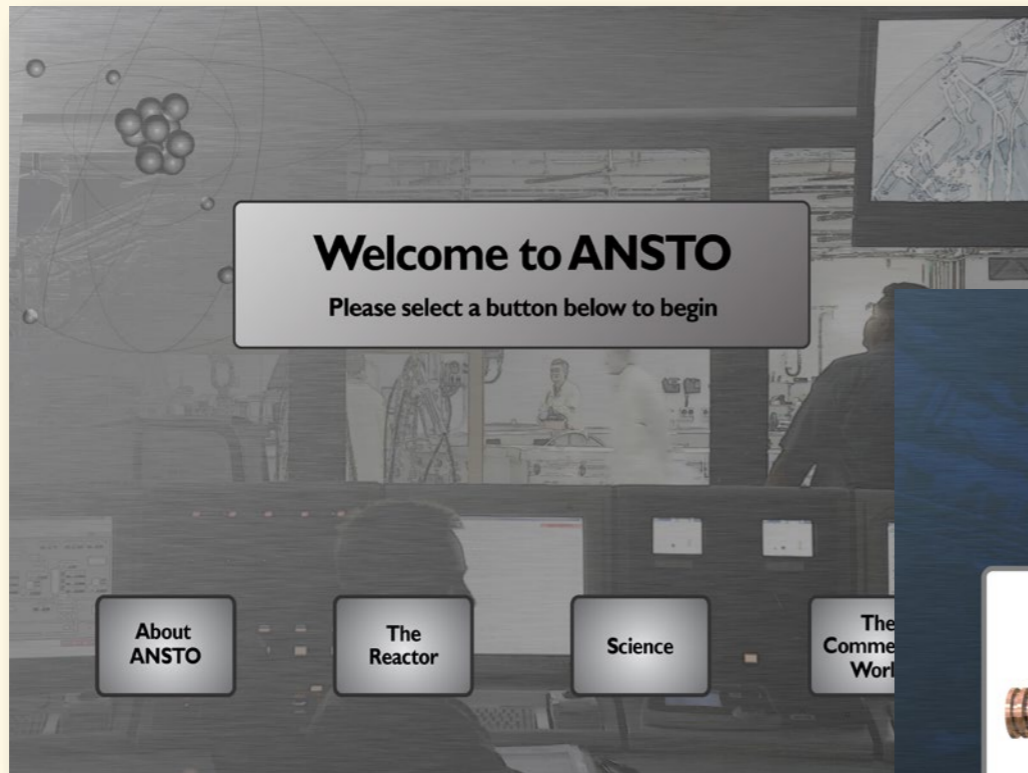 Welcome to ANSTO
Please select a button below to begin
About
ANSTO
The
Reactor
Science
The